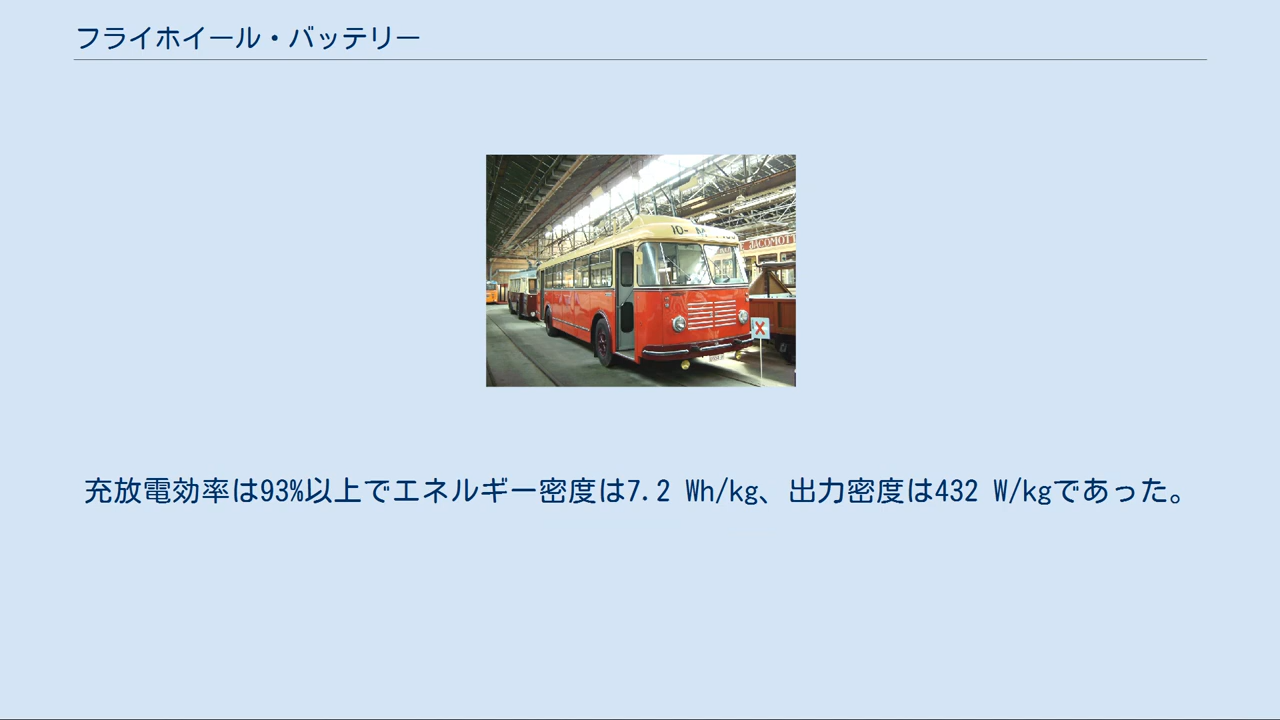 フライホイール・バッテリー
JACOMOT
充放電効率は93%以上でエネルギー密度は7.2 Wh/kg、出力密度は432 W/kgであった。